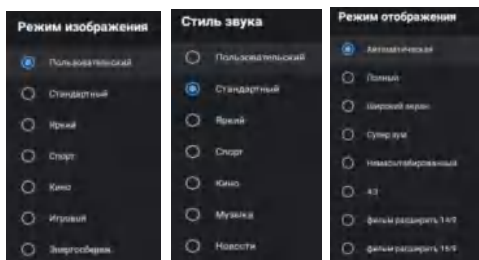 Режим изображения
Пользовательский
Стандартный
Яркий
Спорт
Кино
Игровой
Энергосбереж
Стиль звука
Пользовательский
Стандартный
Яркий
Спорт
Кино
Музыка
Новости
Режим отображения
Автоматическая
Полный
Широкий экран
Супер зум
Немасштабированный
4:3
фильм расширить 14/9
фильм расширить 16/9